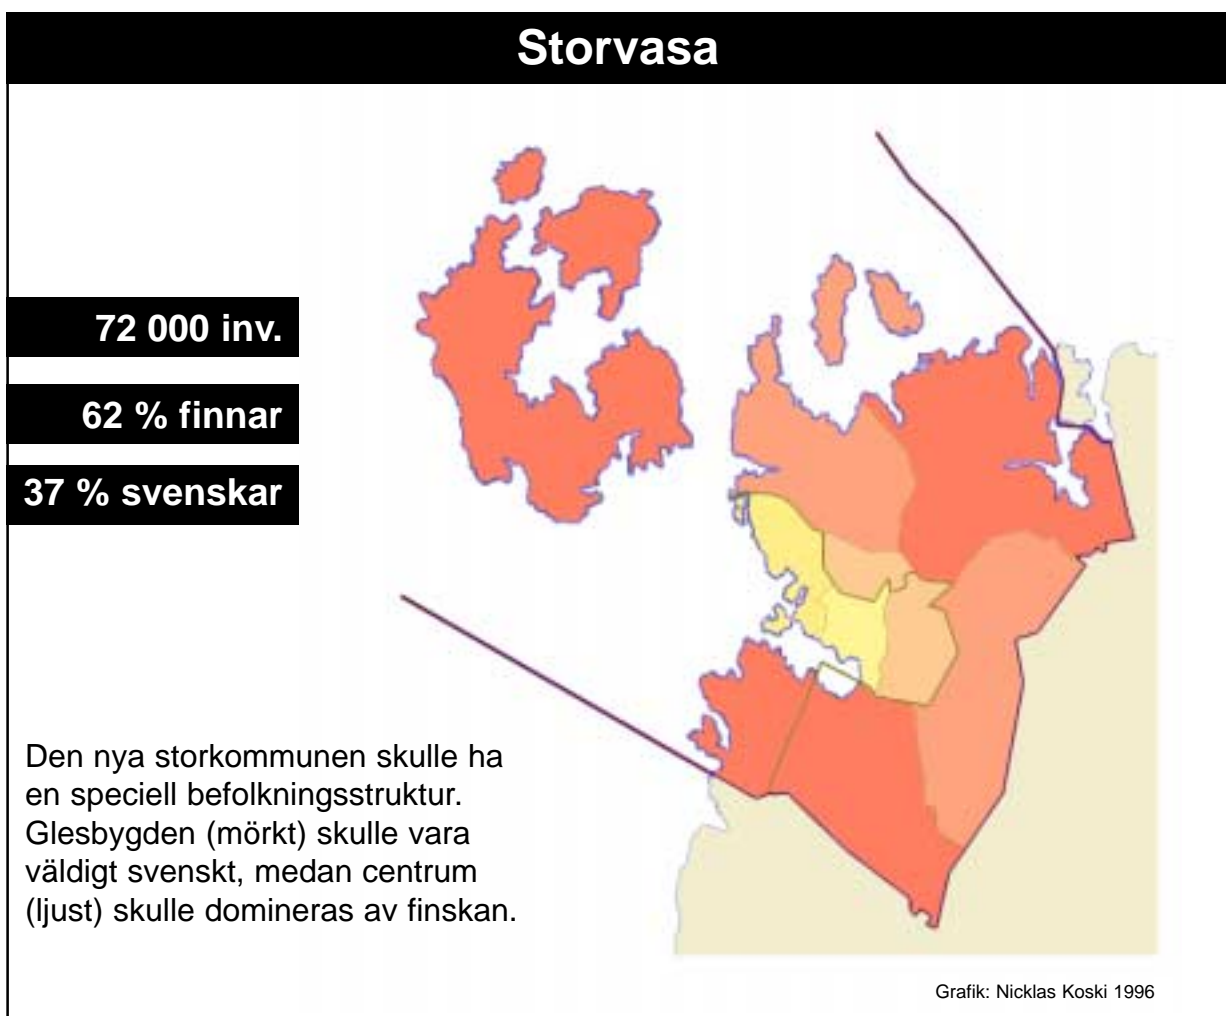 Storvasa
72 000 inv.
62 % finnar
37 % svenskar
Den nya storkommunen skulle ha
en speciell befolkningsstruktur.
Glesbygden (mörkt) skulle vara
väldigt svenskt, medan centrum
(ljust) skulle domineras av finskan.
Grafik: Nicklas Koski 1996